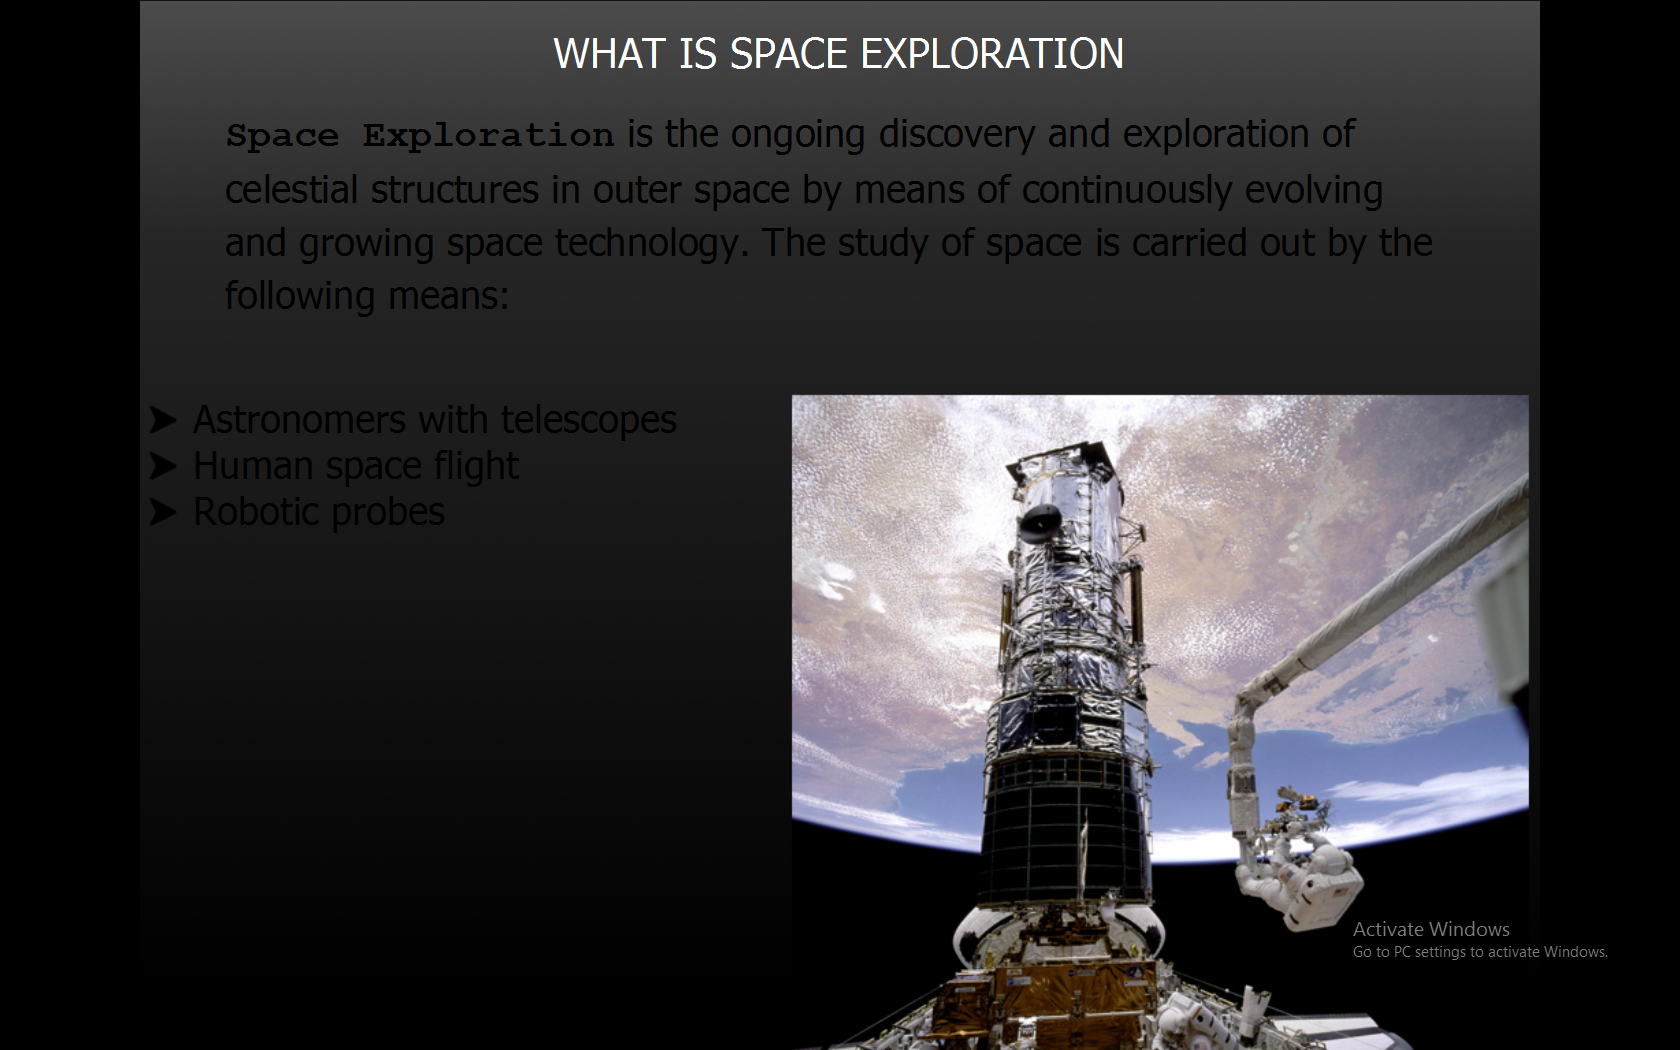 WHAT IS SPACE EXPLORATION
Space Exploration is the ongoing discovery and exploration of
celestial structures in outer space by means of continuously evolving
and growing space technology. The study of space is carried out by the
following means:
Astronomers with telescopes
Human space flight
Robotic probes
Activate Windows
Go to PC settings to activate Windows.